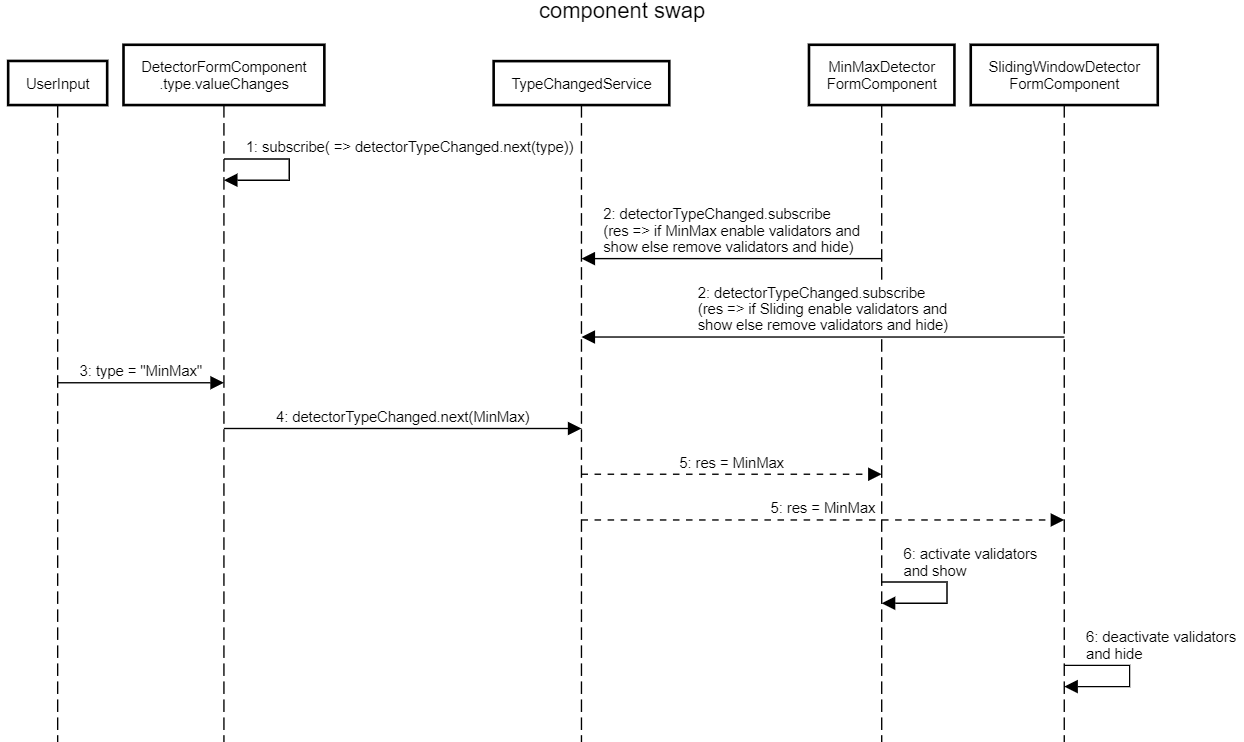 component swap
UserInput
DetectorFormComponent
.type.valueChanges
TypeChangedService
MinMaxDetector
FormComponent
SlidingWindowDetector
FormComponent
1: subscribe( => detectorTypeChanged.next(type))
2: detectorTypeChanged.subscribe
(res => if MinMax enable validators and
show else remove validators and hide)
2: detectorTypeChanged.subscribe
(res => if Sliding enable validators and
show else remove validators and hide)
3: type = "MinMax"
4: detectorTypeChanged.next(MinMax)
5: res = MinMax
5: res = MinMax
6: activate validators
and show
6: deactivate validators
and hide